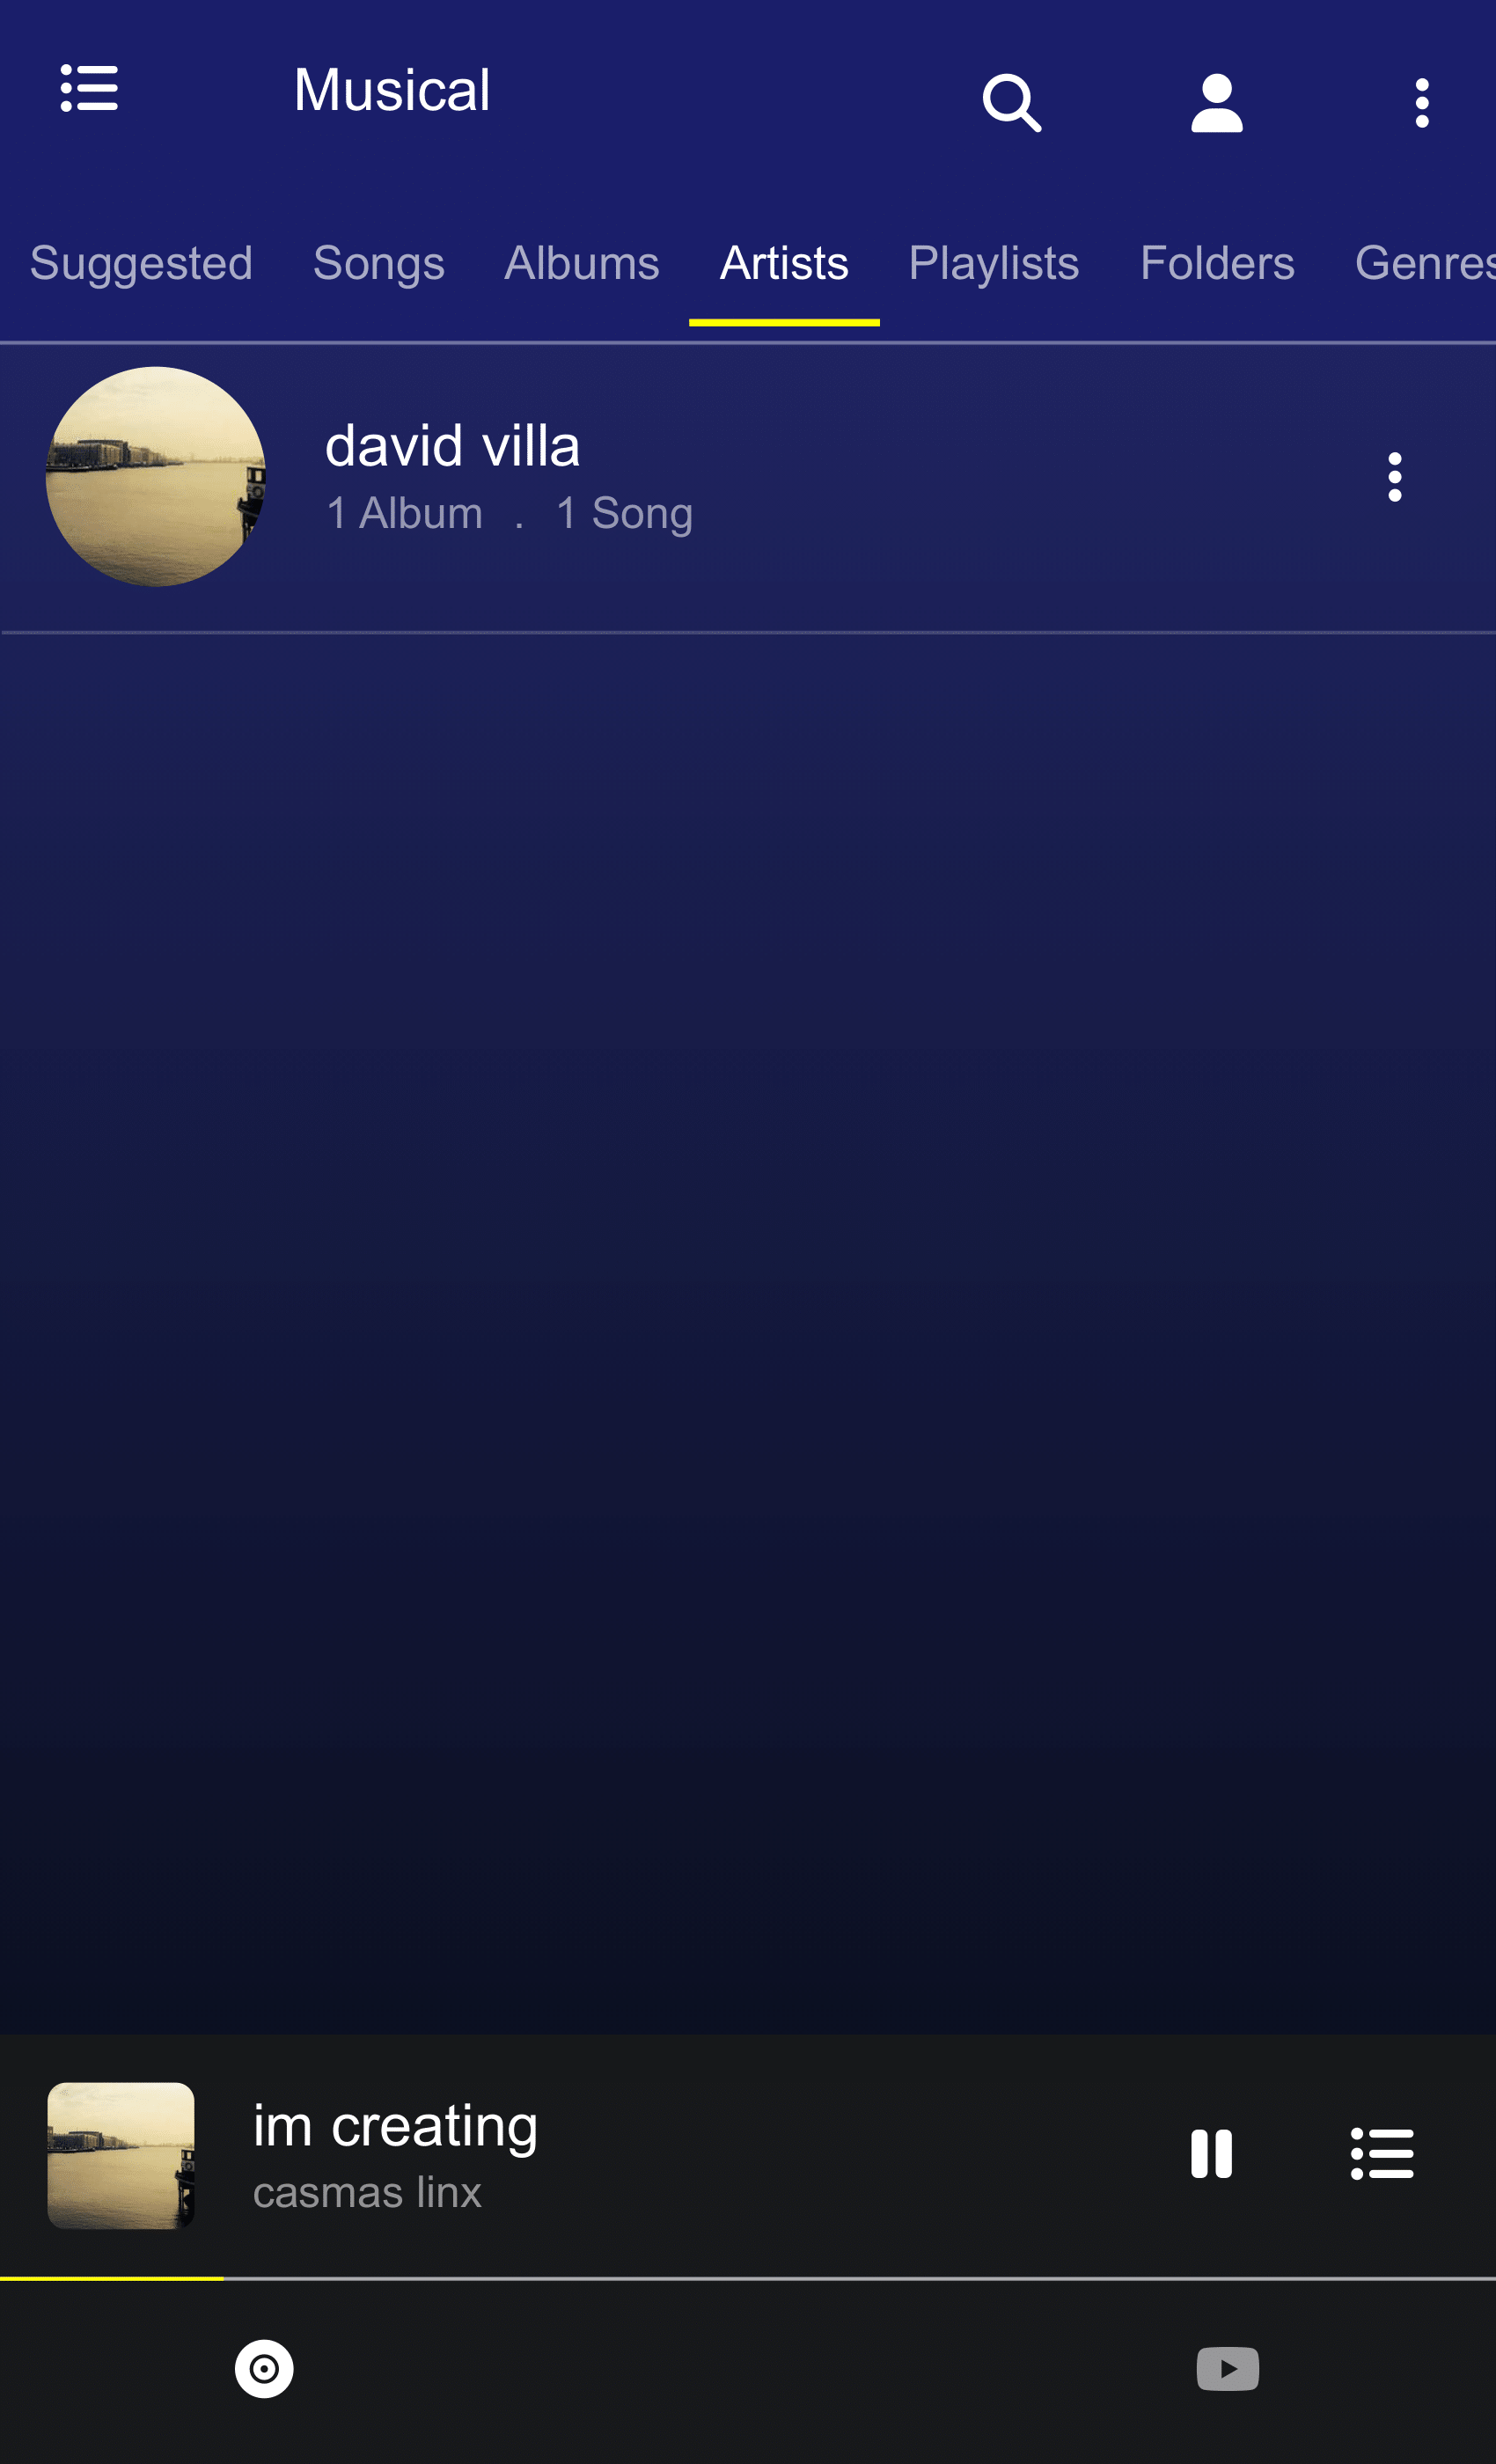 Musical
Suggested Songs Albums Artists Playlists Folders Genres
david villa
1 Album . 1 Song
im creating
casmas linx